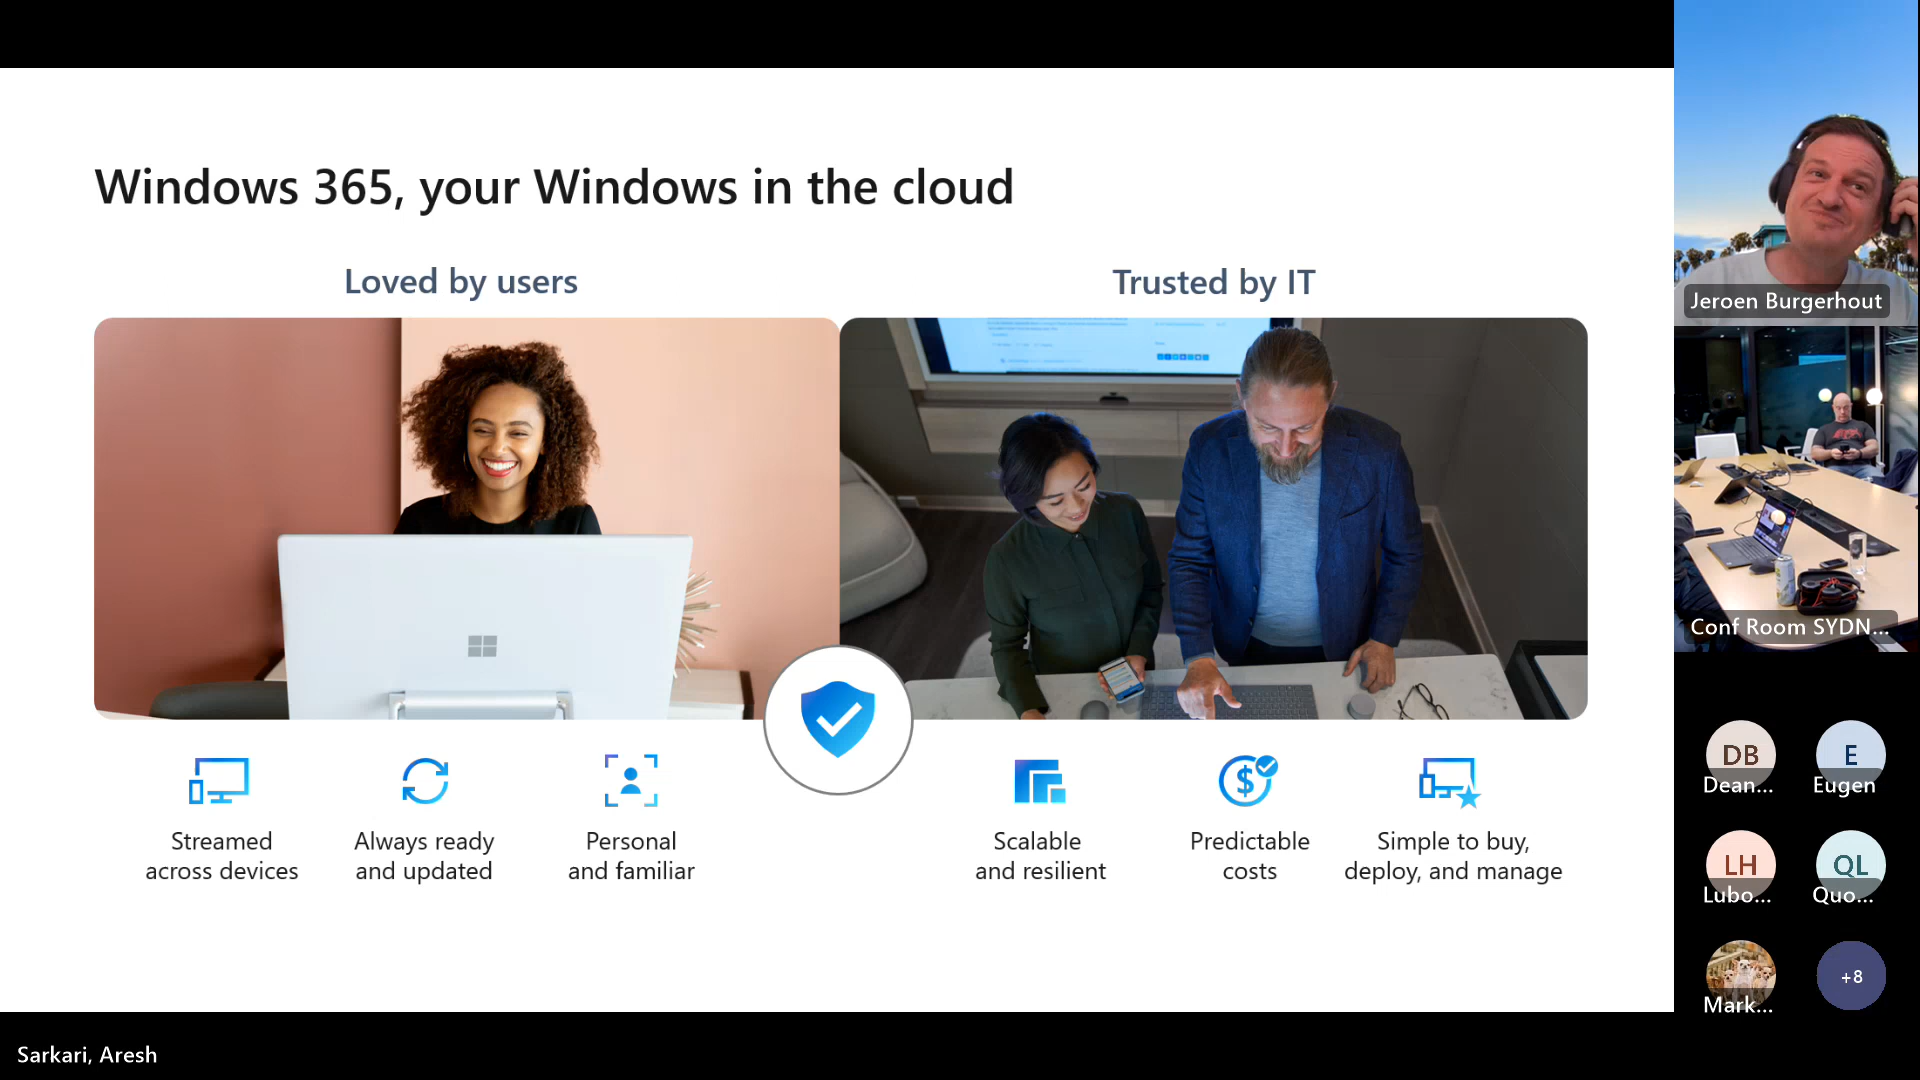 Windows 365, your Windows in the cloud
Loved by users
Trusted by IT
Streamed
across devices
Always ready
and updated
Personal
and familiar
Scalable
and resilient
Predictable
costs
Simple to buy,
deploy, and manage
Jeroen Burgerhout
Conf Room SYDN...
DB
Dean...
E
Eugen
LH
Lubo...
QL
Quo...
Mark...
+8
Sarkari, Aresh